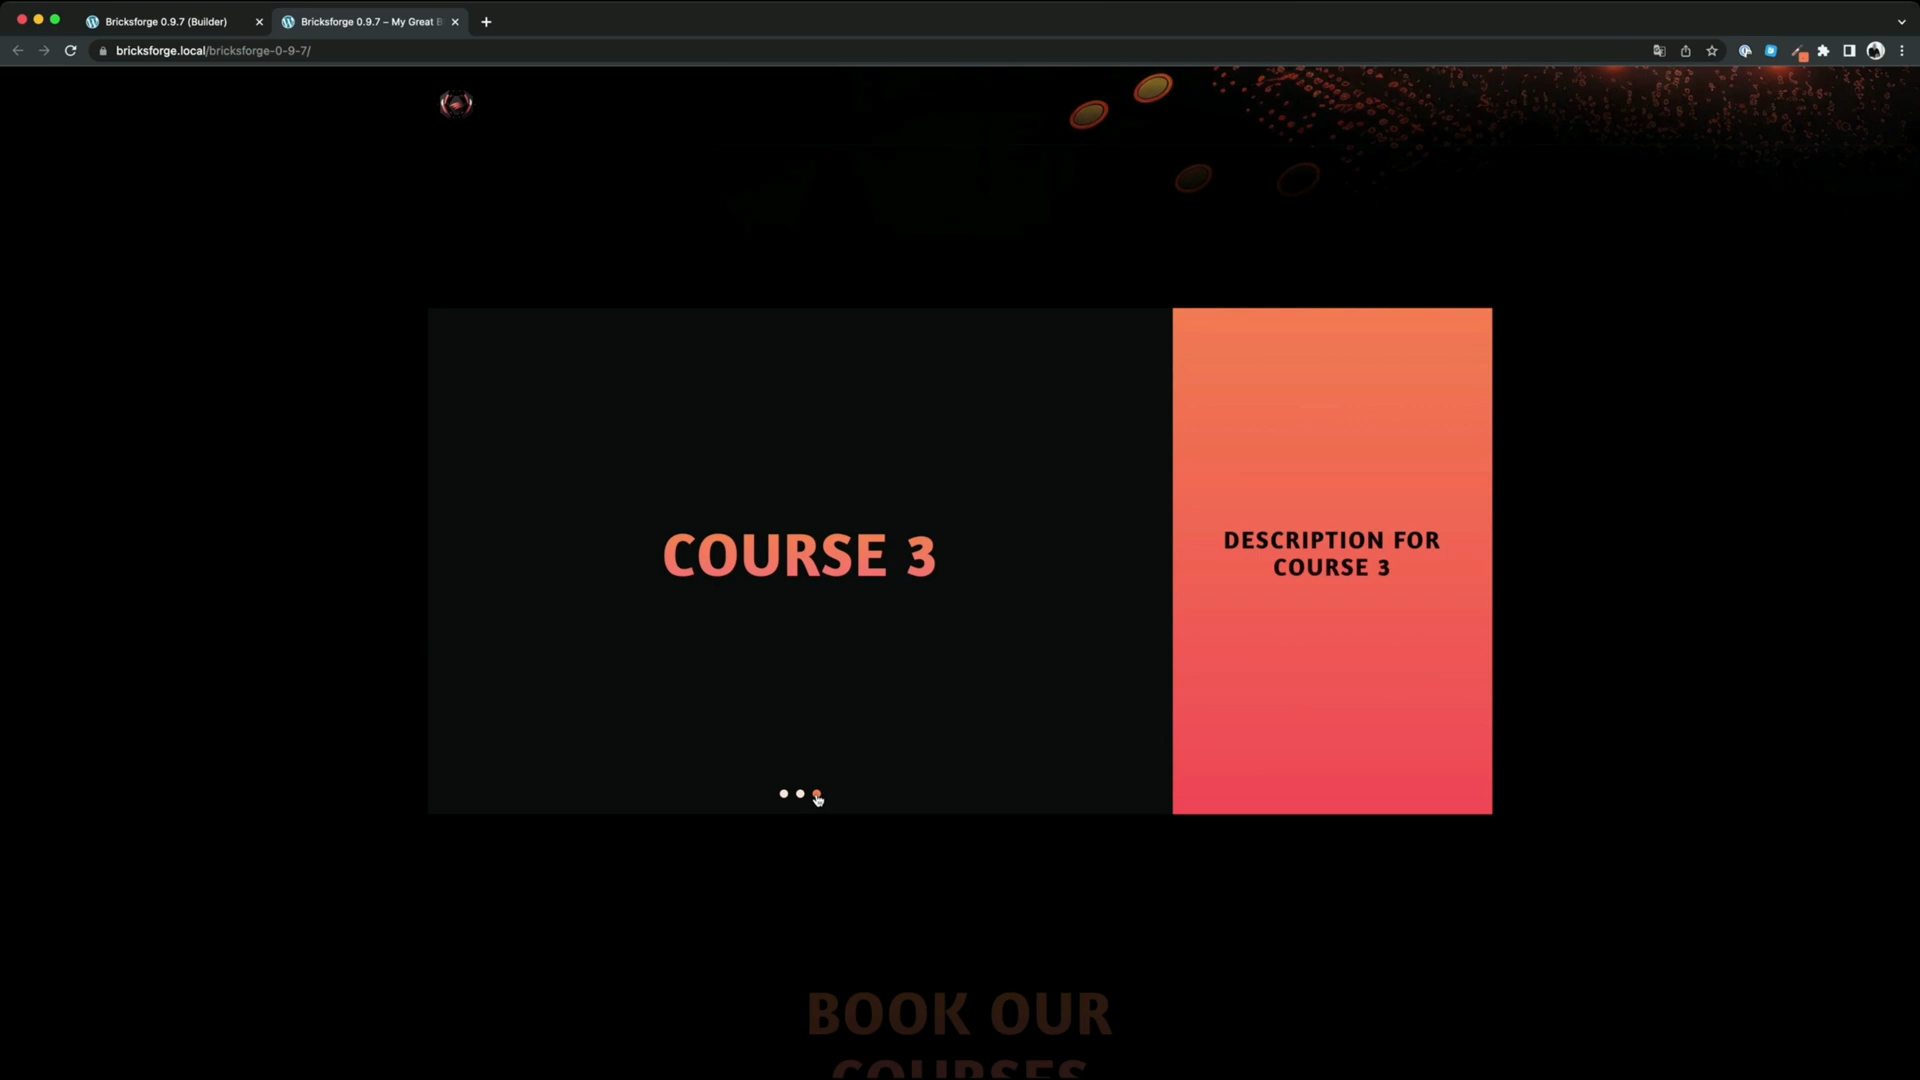 Bricksforge 0.9.7 (Builder)
Bricksforge 0.9.7 – My Great B
bricksforge.local/bricksforge-0-9-7/
COURSE 3
DESCRIPTION FOR
COURSE 3
BOOK OUR
COURSES